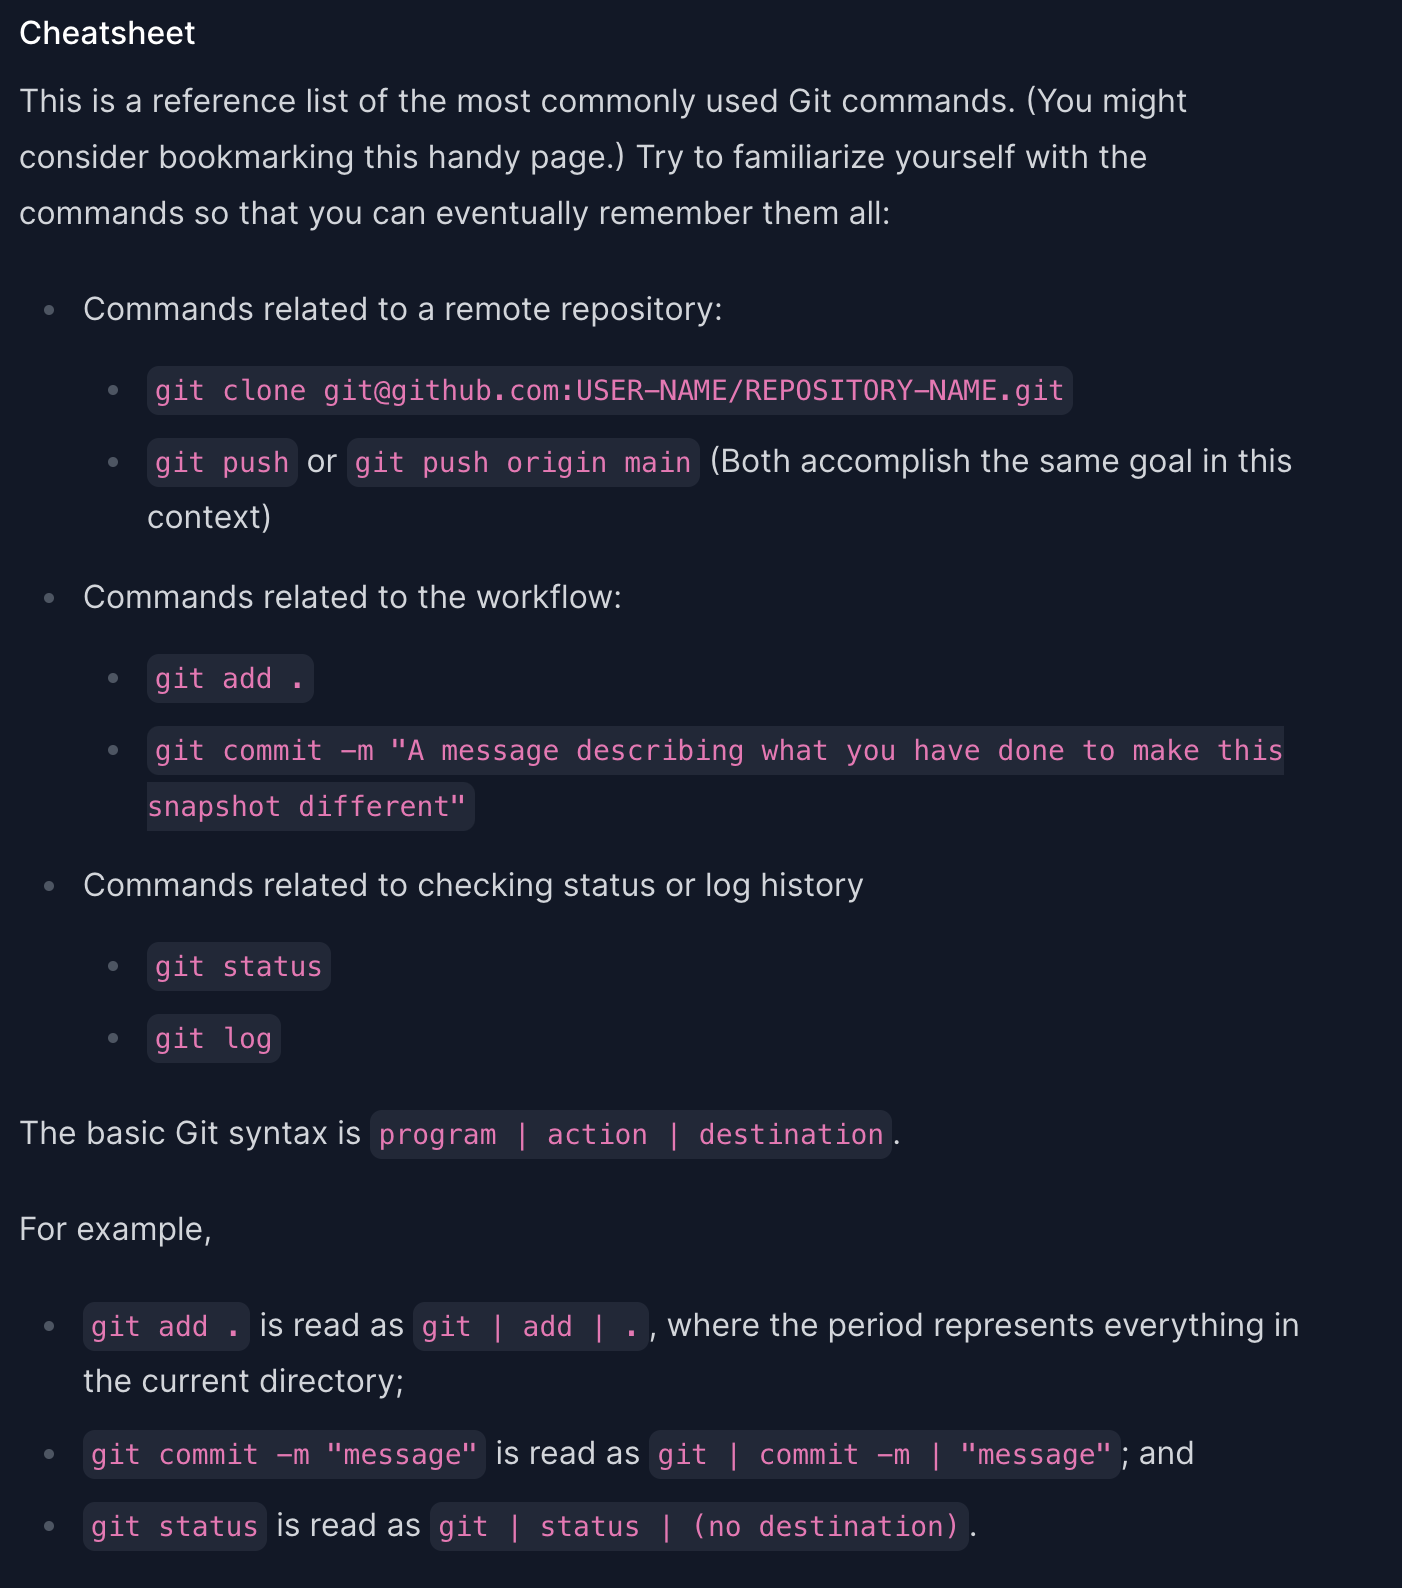 Cheatsheet
This is a reference list of the most commonly used Git commands. (You might
consider bookmarking this handy page.) Try to familiarize yourself with the
commands so that you can eventually remember them all:
Commands related to a remote repository:
git clone git@github.com:USER-NAME/REPOSITORY-NAME.git
git push or git push origin main (Both accomplish the same goal in this
context)
Commands related to the workflow:
git add .
git commit -m "A message describing what you have done to make this
snapshot different"
Commands related to checking status or log history
git status
git log
The basic Git syntax is program | action | destination.
For example,
git add . is read as git | add | ., where the period represents everything in
the current directory;
git commit -m "message" is read as git | commit -m | "message"; and
git status is read as git | status | (no destination).